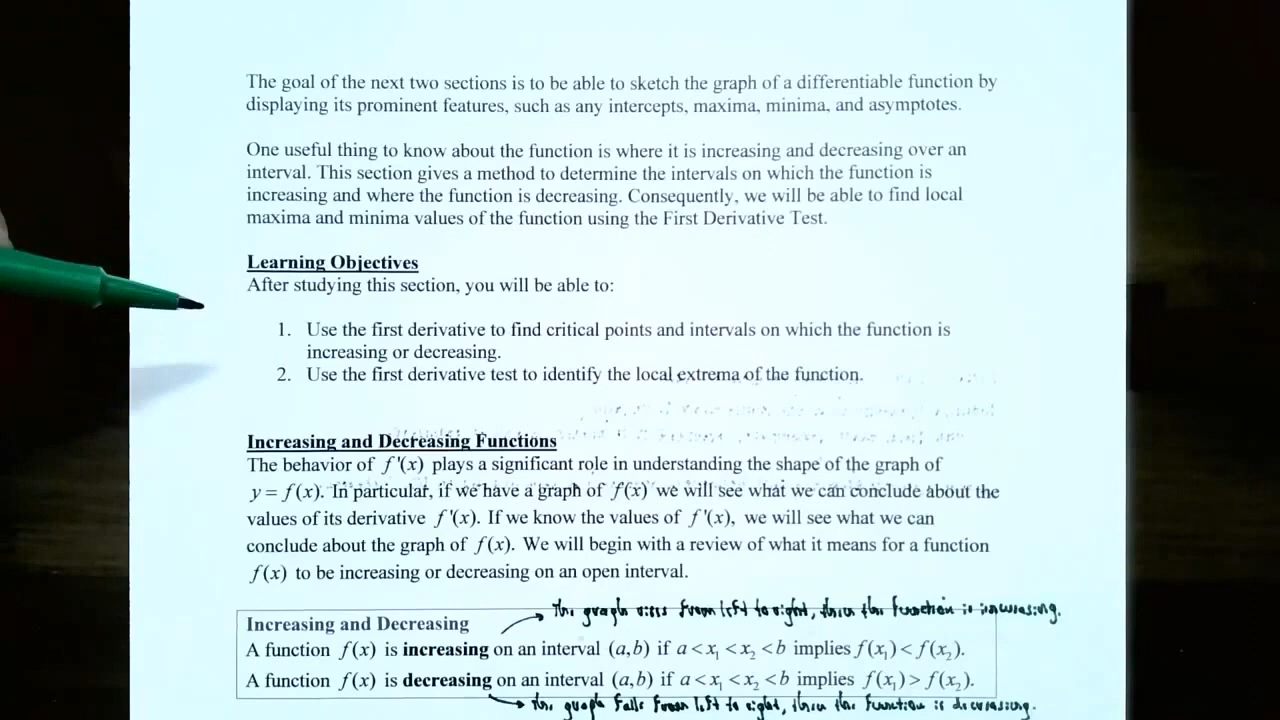 The goal of the next two sections is to be able to sketch the graph of a differentiable function by
displaying its prominent features, such as any intercepts, maxima, minima, and asymptotes.
One useful thing to know about the function is where it is increasing and decreasing over an
interval. This section gives a method to determine the intervals on which the function is
increasing and where the function is decreasing. Consequently, we will be able to find local
maxima and minima values of the function using the First Derivative Test.
Learning Objectives
After studying this section, you will be able to:
1. Use the first derivative to find critical points and intervals on which the function is
increasing or decreasing.
2. Use the first derivative test to identify the local extrema of the function.
Increasing and Decreasing Functions
The behavior of f '(x) plays a significant role in understanding the shape of the graph of
y = f(x). In particular, if we have a graph of f(x) we will see what we can conclude about the
values of its derivative f '(x). If we know the values of f '(x), we will see what we can
conclude about the graph of f(x). We will begin with a review of what it means for a function
f(x) to be increasing or decreasing on an open interval.
the graph rises from left to right, then the function is increasing.
Increasing and Decreasing
A function f(x) is increasing on an interval (a,b) if a < x₁ < x₂ < b implies f(x₁) < f(x₂).
A function f(x) is decreasing on an interval (a,b) if a < x₁ < x₂ < b implies f(x₁) > f(x₂).
the graph falls from left to right, then the function is decreasing.